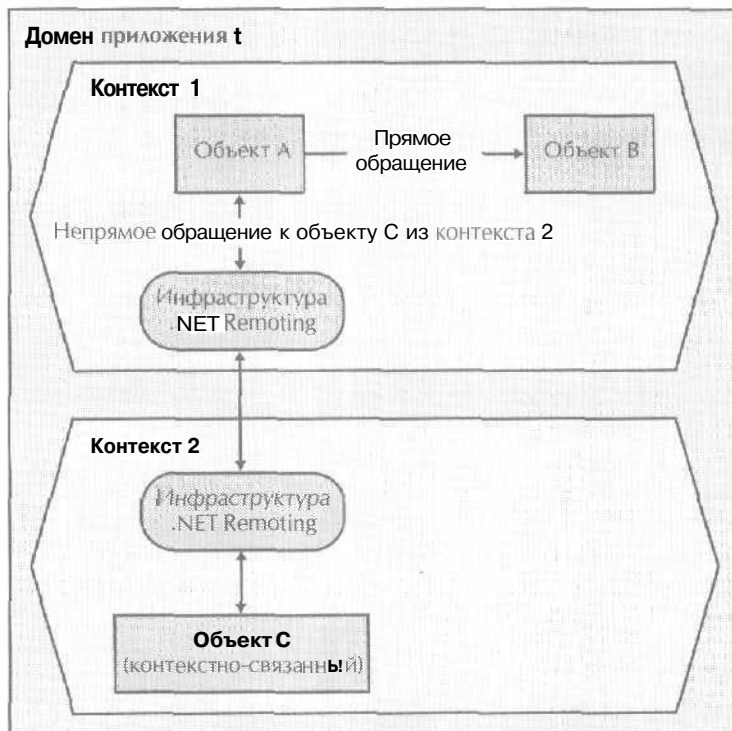 Домен приложения t
Контекст 1
Объект A
Прямое
обращение
Объект B
Непрямое обращение к объекту C из контекста 2
Инфраструктура
.NET Remoting
Контекст 2
Инфраструктура
.NET Remoting
Объект C
(контекстно-связанный)